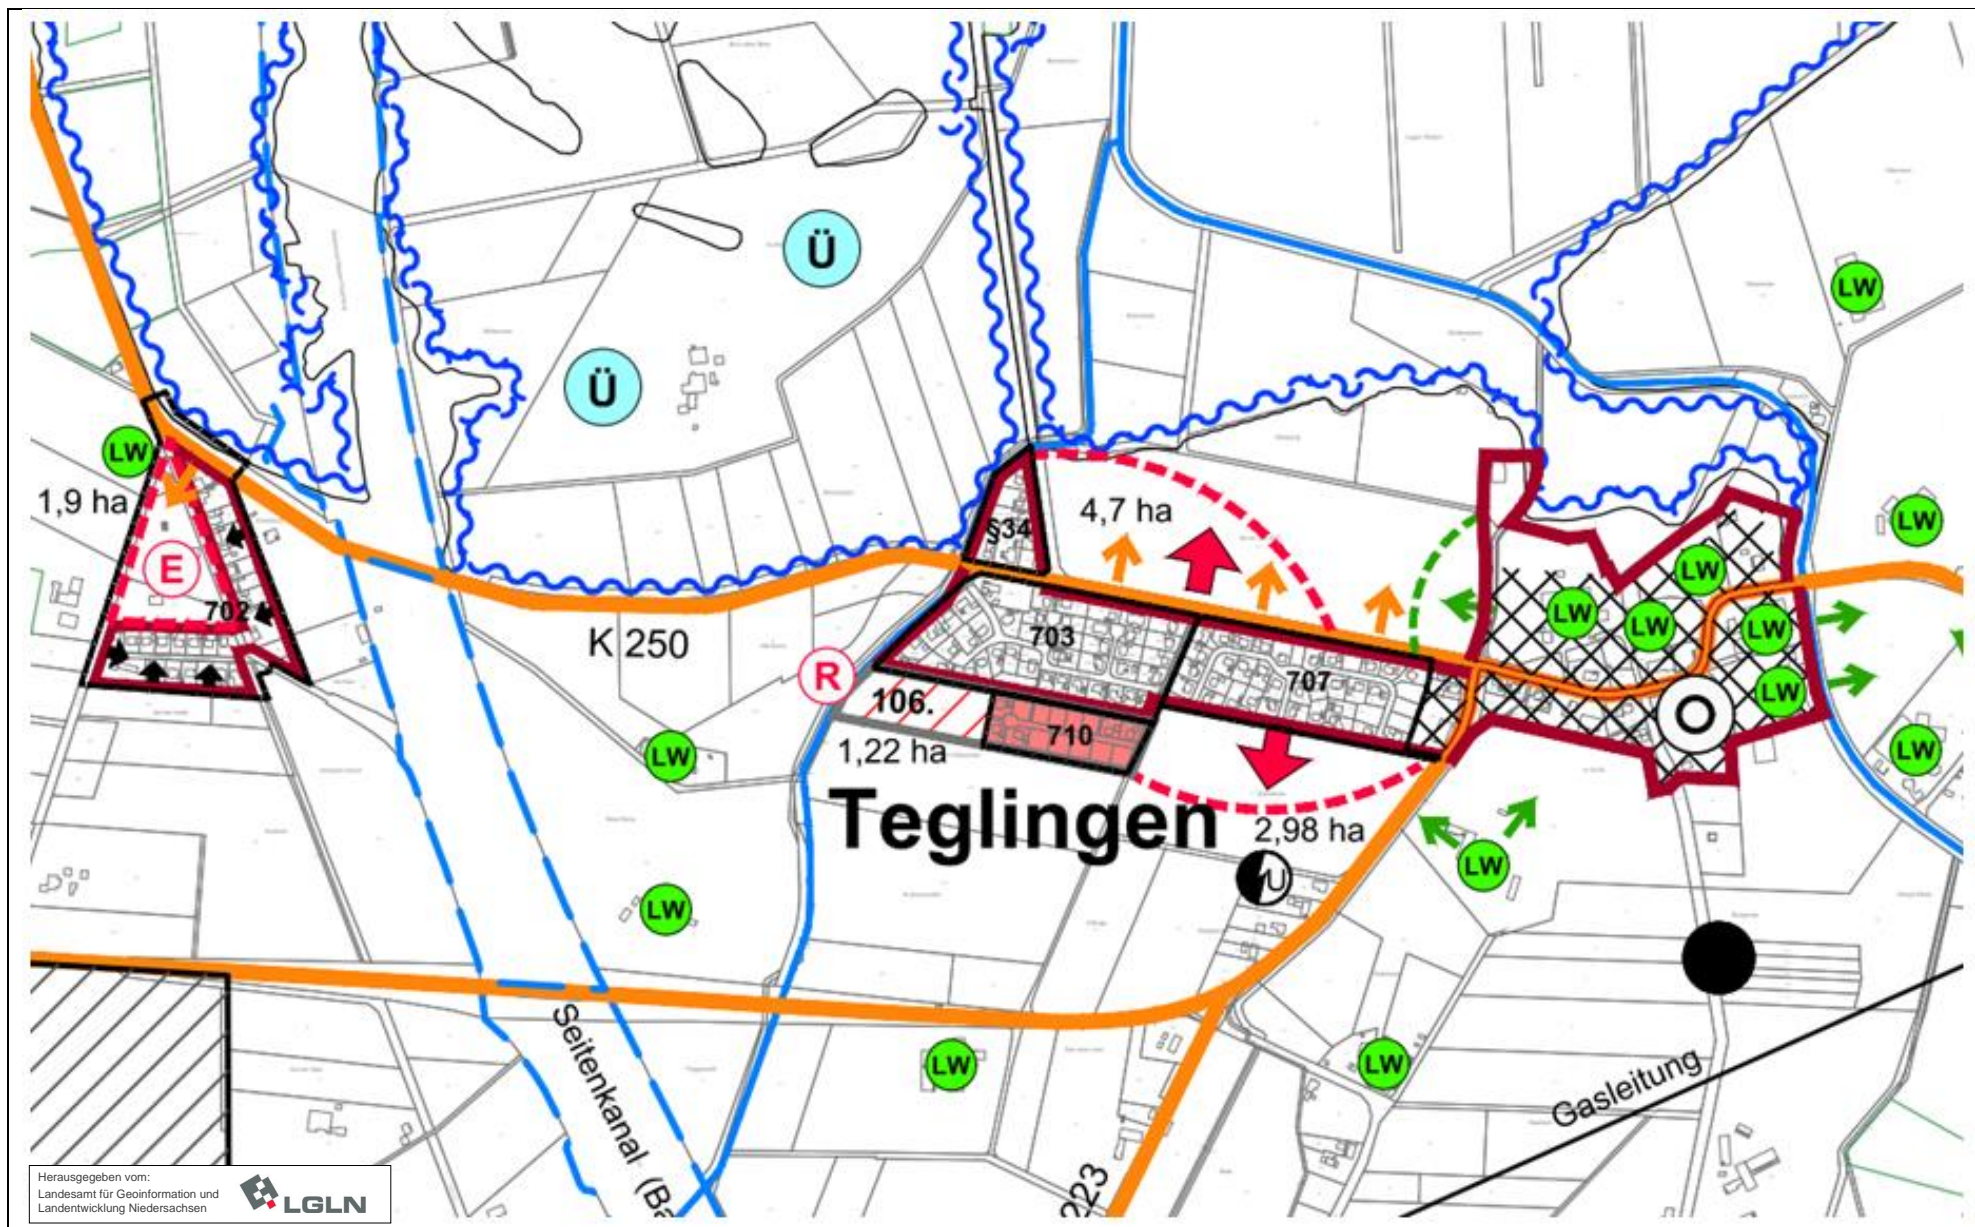 Ü
LW
Ü
LW
1,9 ha
4,7 ha
LW
§34
E
LW
LW
LW
702
703
LW
K 250
R
707
LW
106.
O
710
1,22 ha
LW
LW
Teglingen
2,98 ha
LW
U
LW
Seitenkanal (Ba
LW
LW
Gasleitung
223
Herausgegeben vom:
Landesamt für Geoinformation und
Landentwicklung Niedersachsen
LGLN